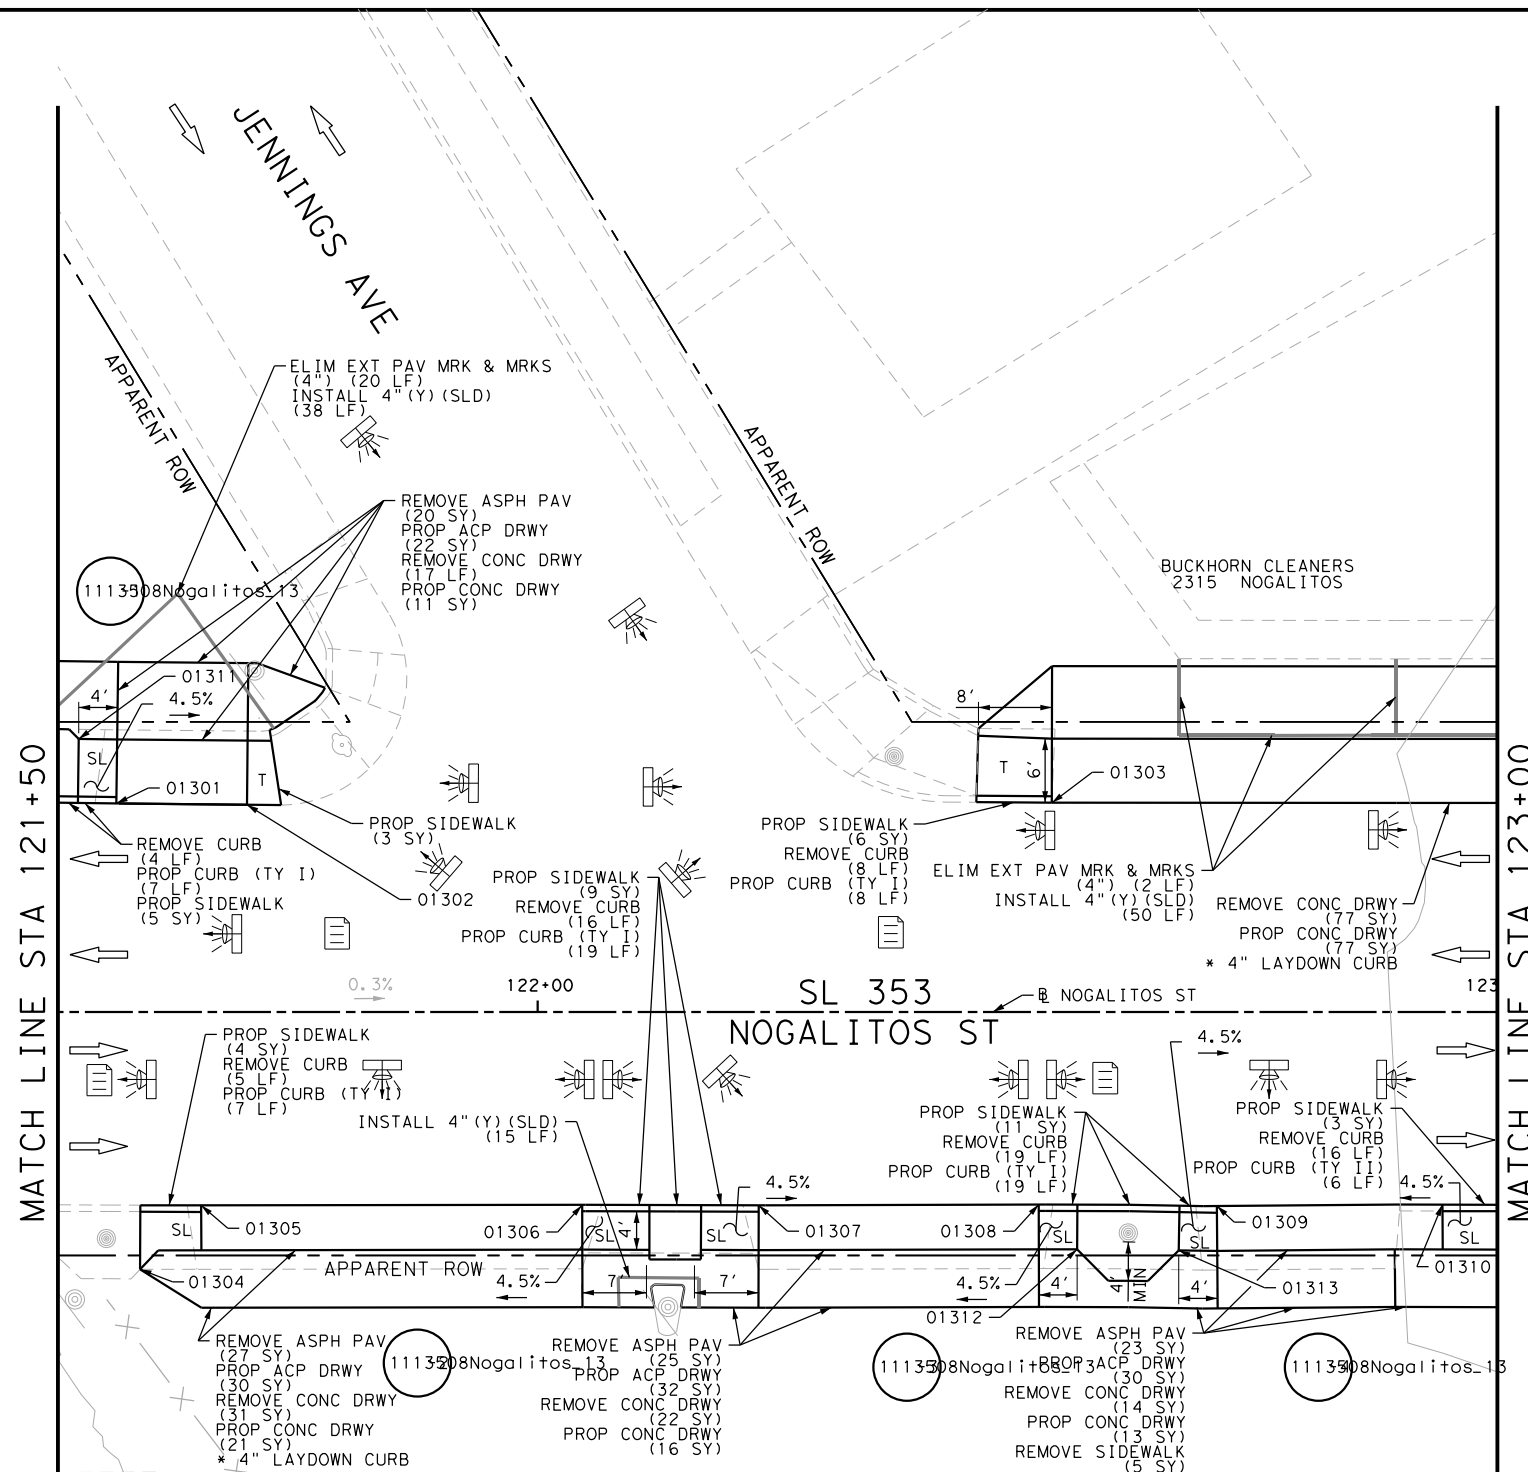 JENNINGS AVE
APPARENT ROW
ELIM EXT PAV MRK & MRKS
(4") (20 LF)
INSTALL 4"(Y)(SLD)
(38 LF)
APPARENT ROW
REMOVE ASPH PAV
(20 SY)
PROP ACP DRWY
(22 SY)
REMOVE CONC DRWY
(17 LF)
PROP CONC DRWY
(11 SY)
BUCKHORN CLEANERS
2315 NOGALITOS
01311
4'
4.5%
SL
01301
T
8'
T
6'
01303
PROP SIDEWALK
(3 SY)
REMOVE CURB
(4 LF)
PROP CURB (TY I)
(7 LF)
PROP SIDEWALK
(5 SY)
01302
PROP SIDEWALK
(9 SY)
REMOVE CURB
(16 LF)
PROP CURB (TY I)
(19 LF)
PROP SIDEWALK
(6 SY)
REMOVE CURB
(8 LF)
PROP CURB (TY I)
(8 LF)
ELIM EXT PAV MRK & MRKS
(4") (2 LF)
INSTALL 4"(Y)(SLD)
(50 LF)
REMOVE CONC DRWY
(77 SY)
PROP CONC DRWY
(77 SY)
* 4" LAYDOWN CURB
MATCH LINE STA 121+50
MATCH LINE STA 123+00
0.3%
122+00
SL 353
NOGALITOS ST
NOGALITOS ST
123
PROP SIDEWALK
(4 SY)
REMOVE CURB
(5 LF)
PROP CURB (TY I)
(7 LF)
INSTALL 4"(Y)(SLD)
(15 LF)
4.5%
PROP SIDEWALK
(11 SY)
REMOVE CURB
(19 LF)
PROP CURB (TY I)
(19 LF)
PROP SIDEWALK
(3 SY)
REMOVE CURB
(16 LF)
PROP CURB (TY II)
(6 LF)
4.5%
4.5%
SL
01305
01306
SL
4'
SL
01307
01308
SL
SL
01309
SL
01310
01304
APPARENT ROW
4.5%
7'
7'
4.5%
4'
4'
MIN
4'
01313
01312
REMOVE ASPH PAV
(27 SY)
PROP ACP DRWY
(30 SY)
REMOVE CONC DRWY
(31 SY)
PROP CONC DRWY
(21 SY)
* 4" LAYDOWN CURB
REMOVE ASPH PAV
(25 SY)
PROP ACP DRWY
(32 SY)
REMOVE CONC DRWY
(22 SY)
PROP CONC DRWY
(16 SY)
REMOVE ASPH PAV
(23 SY)
PROP ACP DRWY
(30 SY)
REMOVE CONC DRWY
(14 SY)
PROP CONC DRWY
(13 SY)
REMOVE SIDEWALK
(5 SY)